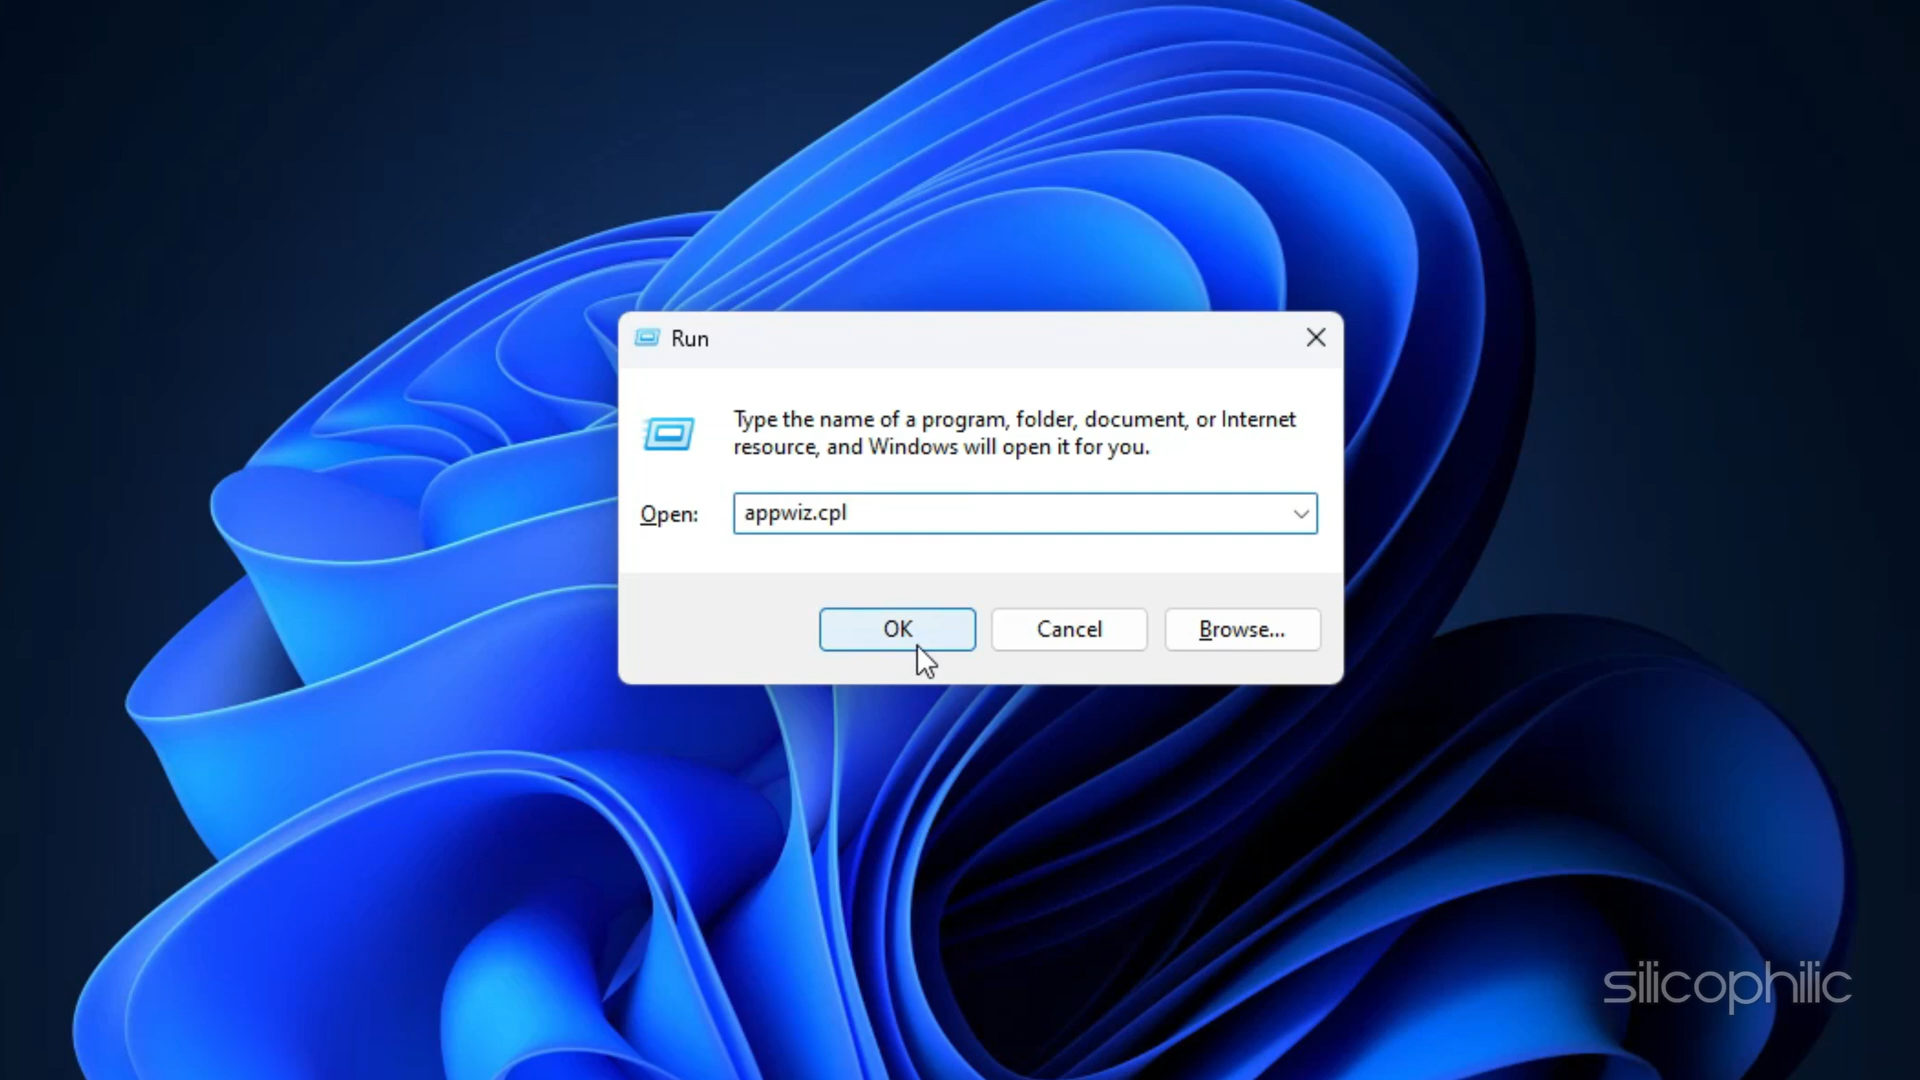 Run
Type the name of a program, folder, document, or Internet
resource, and Windows will open it for you.
Open: appwiz.cpl
OK Cancel Browse...
silicophilic